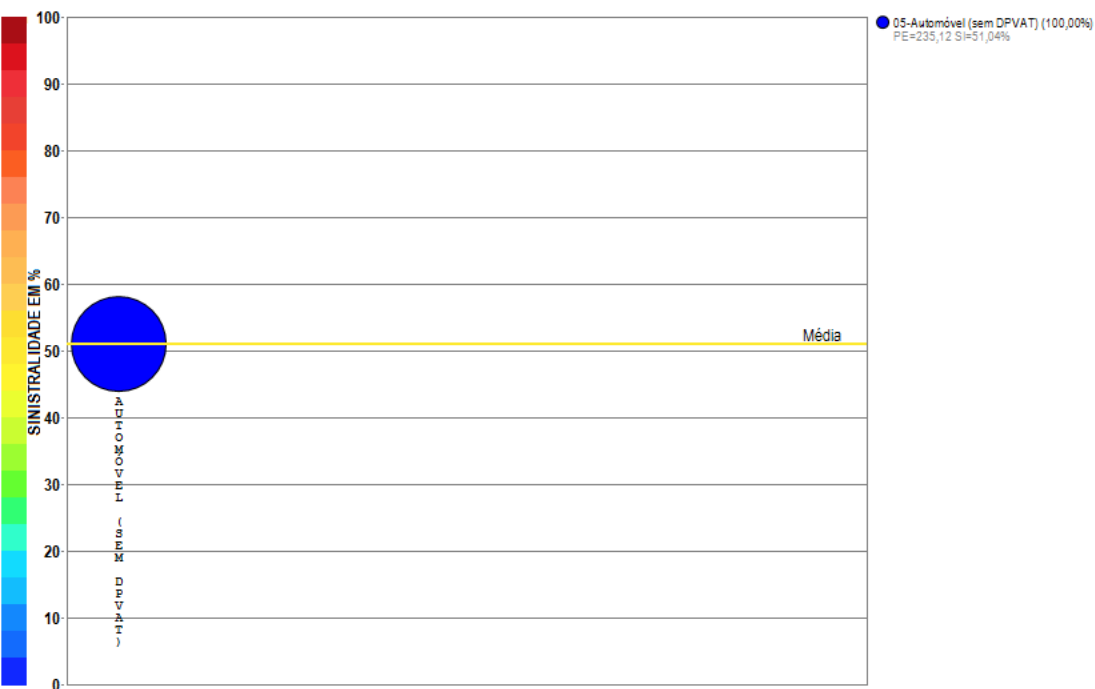 100
90
80
70
60
50
40
30
20
10
0
SINISTRALIDADE EM %
Média
AUTOMÓVEL (SEM DPVAT)
05-Automóvel (sem DPVAT) (100,00%)
PE=235,12 SI=51,04%